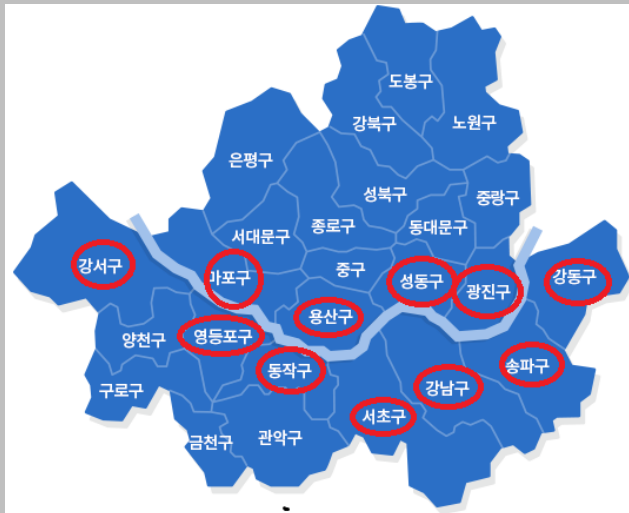 도봉구
강북구
노원구
은평구
성북구
중랑구
서대문구
종로구
동대문구
강서구
마포구
중구
성동구
광진구
강동구
용산구
양천구
영등포구
동작구
송파구
구로구
강남구
서초구
금천구
관악구